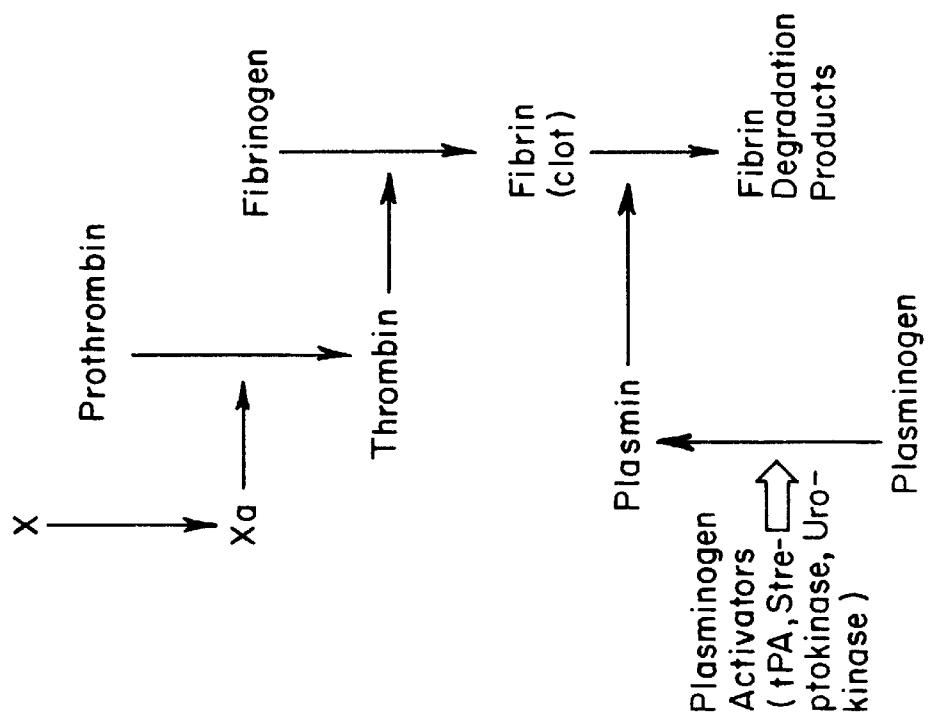 X
Xa
Prothrombin
Thrombin
Fibrinogen
Fibrin
(clot)
Fibrin
Degradation
Products
Plasmin
Plasminogen
Activators
(tPA, Stre-
ptokinase, Uro-
kinase)
Plasminogen